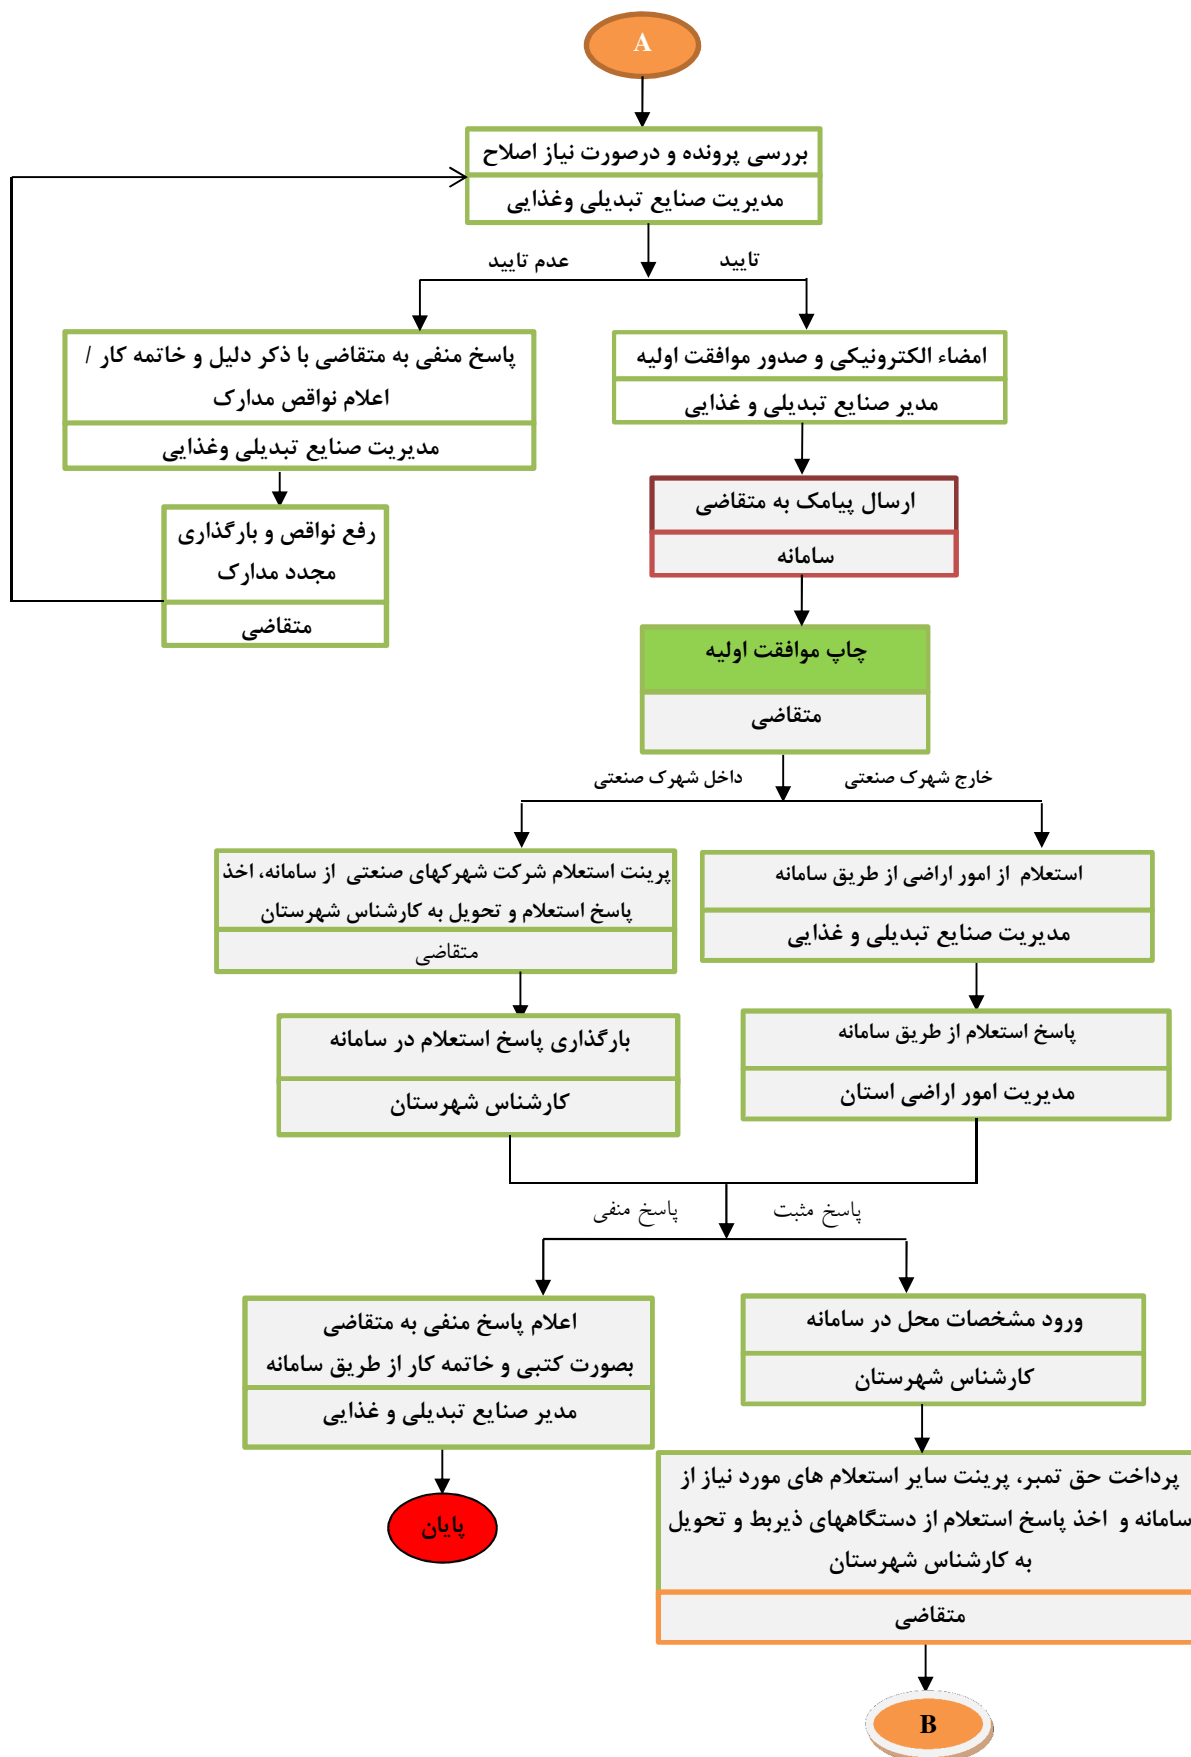 A
بررسی پرونده و درصورت نیاز اصلاح
مدیریت صنایع تبدیلی وغذایی
تایید
عدم تایید
امضاء الکترونیکی و صدور موافقت اولیه
مدیر صنایع تبدیلی و غذایی
پاسخ منفی به متقاضی با ذکر دلیل و خاتمه کار /
اعلام نواقص مدارک
مدیریت صنایع تبدیلی وغذایی
رفع نواقص و بارگذاری
مجدد مدارک
متقاضی
ارسال پیامک به متقاضی
سامانه
چاپ موافقت اولیه
متقاضی
خارج شهرک صنعتی
داخل شهرک صنعتی
استعلام از امور اراضی از طریق سامانه
مدیریت صنایع تبدیلی و غذایی
پرینت استعلام شرکت شهرکهای صنعتی از سامانه، اخذ
پاسخ استعلام و تحویل به کارشناس شهرستان
متقاضی
پاسخ استعلام از طریق سامانه
مدیریت امور اراضی استان
بارگذاری پاسخ استعلام در سامانه
کارشناس شهرستان
پاسخ مثبت
پاسخ منفی
ورود مشخصات محل در سامانه
کارشناس شهرستان
اعلام پاسخ منفی به متقاضی
بصورت کتبی و خاتمه کار از طریق سامانه
مدیر صنایع تبدیلی و غذایی
پایان
پرداخت حق تمبر، پرینت سایر استعلام های مورد نیاز از
سامانه و اخذ پاسخ استعلام از دستگاههای ذیربط و تحویل
به کارشناس شهرستان
متقاضی
B